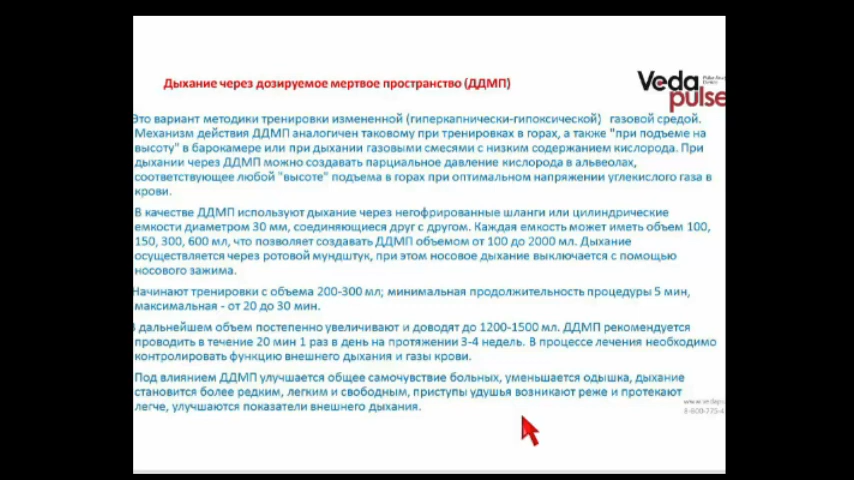 Дыхание через дозируемое мертвое пространство (ДДМП)
Veda
pulse
Это вариант методики тренировки измененной (гиперкапнически-гипоксической) газовой средой.
Механизм действия ДДМП аналогичен таковому при тренировках в горах, а также "при подъеме на
высоту" в барокамере или при дыхании газовыми смесями с низким содержанием кислорода. При
дыхании через ДДМП можно создавать парциальное давление кислорода в альвеолах,
соответствующее любой "высоте" подъема в горах при оптимальном напряжении углекислого газа в
крови.
В качестве ДДМП используют дыхание через негофрированные шланги или цилиндрические
емкости диаметром 30 мм, соединяющиеся друг с другом. Каждая емкость может иметь объем 100,
150, 300, 600 мл, что позволяет создавать ДДМП объемом от 100 до 2000 мл. Дыхание
осуществляется через ротовой мундштук, при этом носовое дыхание выключается с помощью
носового зажима.
Начинают тренировки с объема 200-300 мл; минимальная продолжительность процедуры 5 мин,
максимальная - от 20 до 30 мин.
В дальнейшем объем постепенно увеличивают и доводят до 1200-1500 мл. ДДМП рекомендуется
проводить в течение 20 мин 1 раз в день на протяжении 3-4 недель. В процессе лечения необходимо
контролировать функцию внешнего дыхания и газы крови.
Под влиянием ДДМП улучшается общее самочувствие больных, уменьшается одышка, дыхание
становится более редким, легким и свободным, приступы удушья возникают реже и протекают
легче, улучшаются показатели внешнего дыхания.